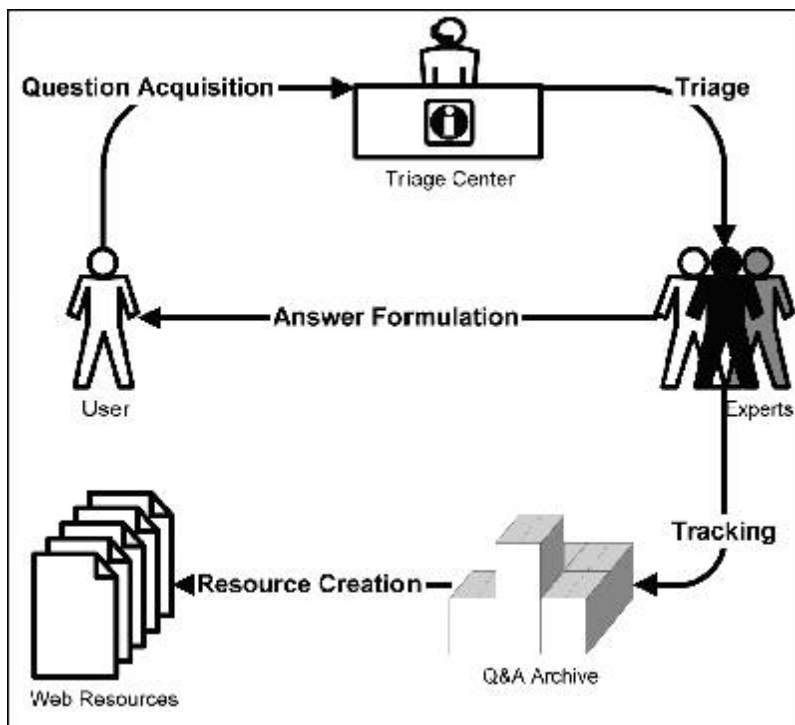 Question Acquisition
Triage
i
Triage Center
Answer Formulation
User
Experts
Tracking
Resource Creation
Web Resources
Q&A Archive